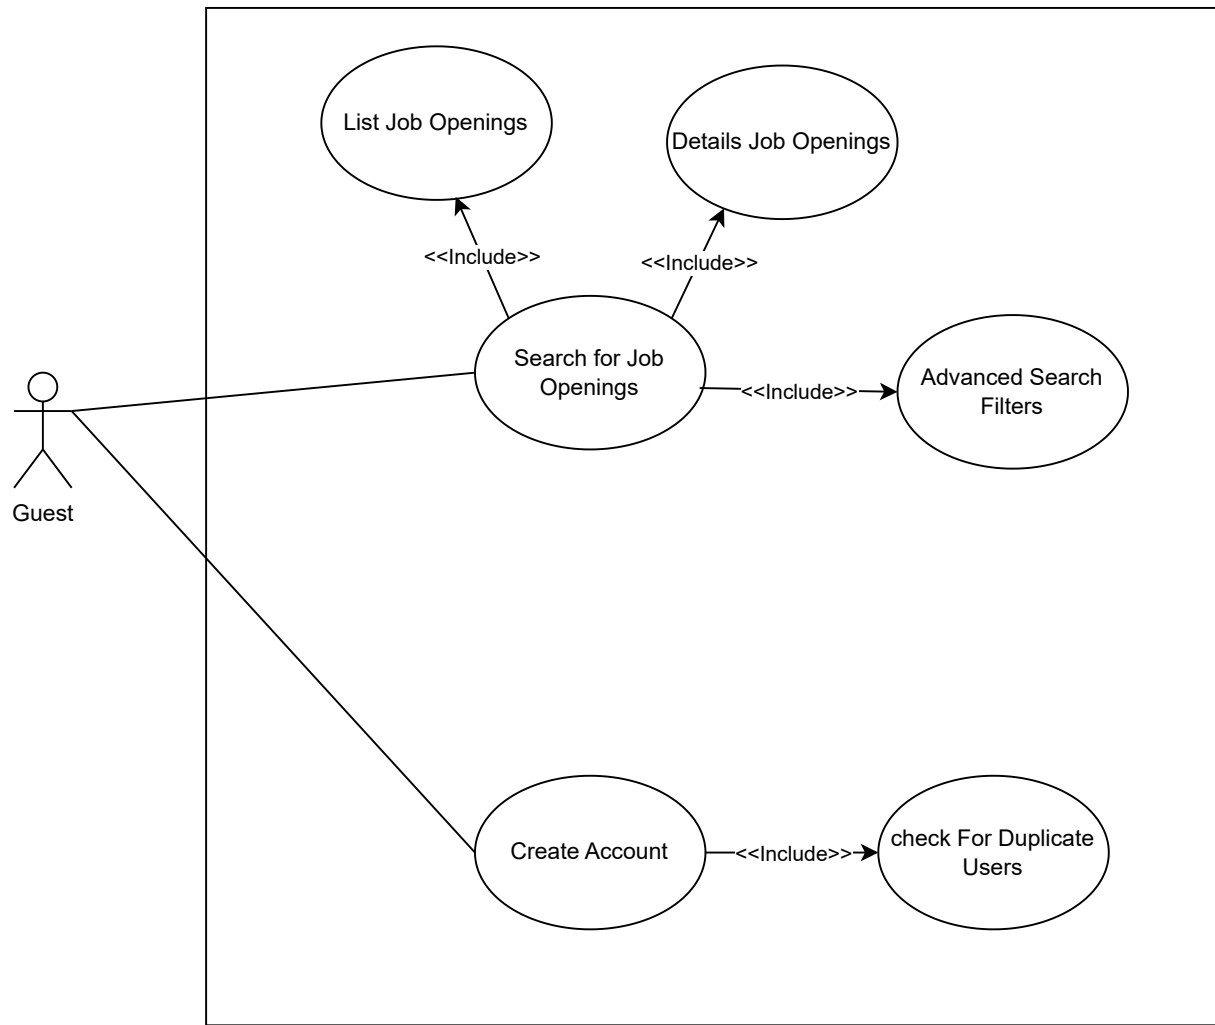 List Job Openings
Details Job Openings
<<Include>>
<<Include>>
Search for Job
Openings
<<Include>>
Advanced Search
Filters
Guest
Create Account
<<Include>>
check For Duplicate
Users